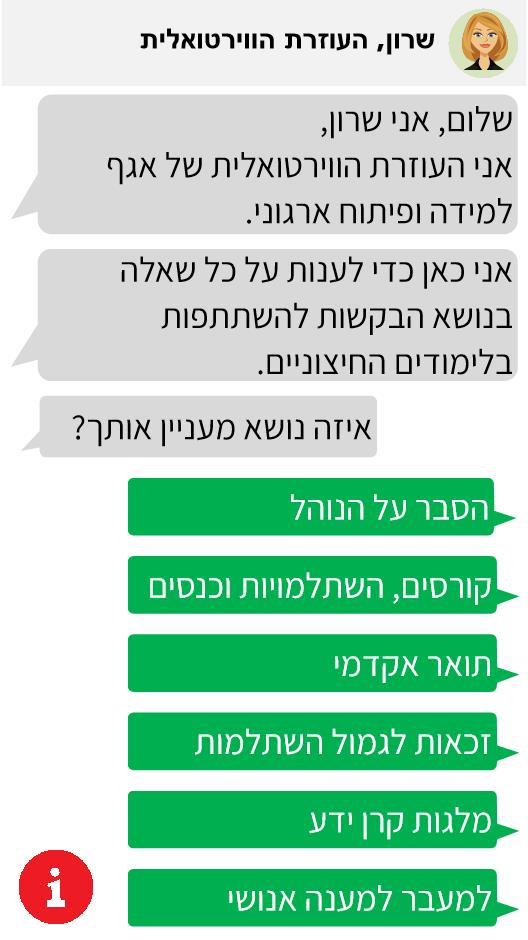 שרון, העוזרת הווירטואלית
שלום, אני שרון,
אני העוזרת הווירטואלית של אגף
למידה ופיתוח ארגוני.
אני כאן כדי לענות על כל שאלה
בנושא הבקשות להשתתפות
בלימודים החיצוניים.
איזה נושא מעניין אותך?
הסבר על הנוהל
קורסים, השתלמויות וכנסים
תואר אקדמי
זכאות לגמול השתלמות
מלגות קרן ידע
למעבר למענה אנושי
i